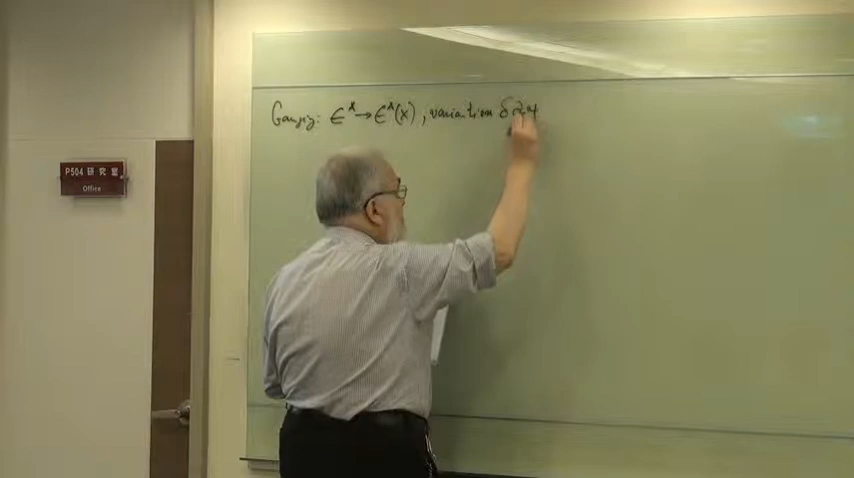 P504 研究室
Office
Gauging: ϵ^A → ϵ^A(x), variation δ∂